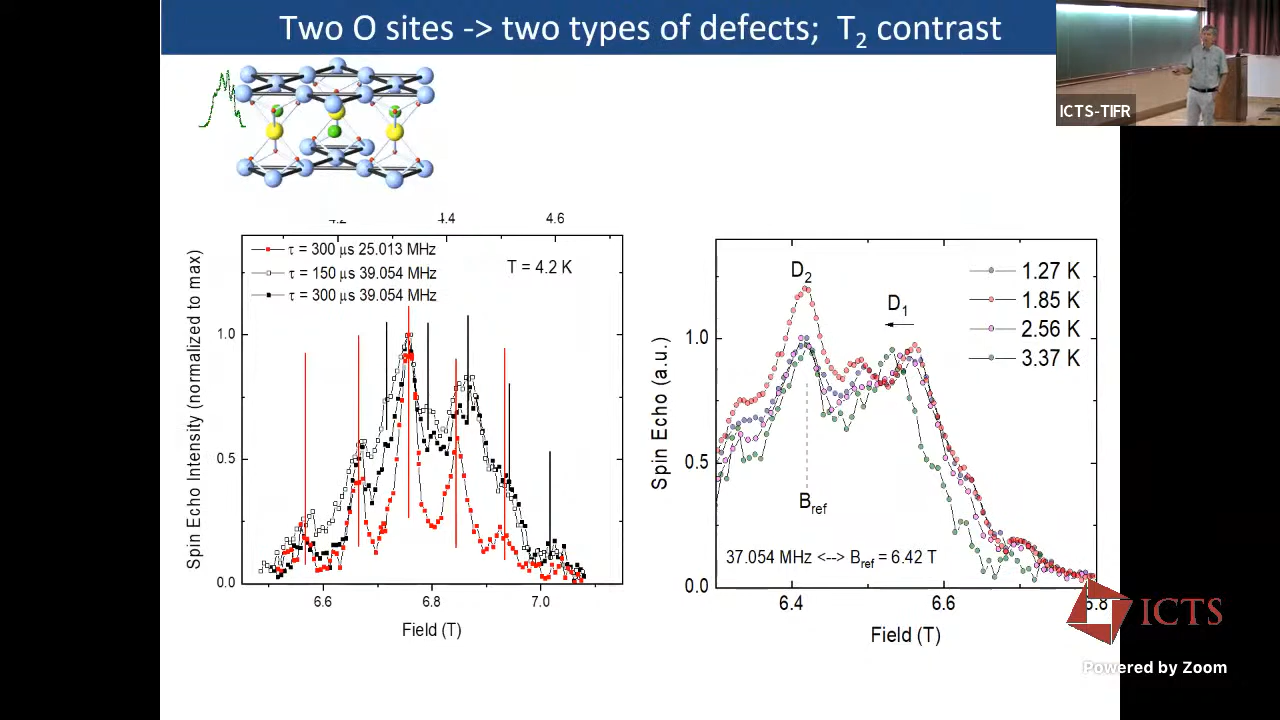 Two O sites -> two types of defects; T₂ contrast
ICTS-TIFR
4.2 4.4 4.6
τ = 300 μs 25.013 MHz
τ = 150 μs 39.054 MHz
τ = 300 μs 39.054 MHz
T = 4.2 K
Spin Echo Intensity (normalized to max)
1.0
0.5
0.0
6.6 6.8 7.0
Field (T)
D₂
D₁
1.27 K
1.85 K
2.56 K
3.37 K
Spin Echo (a.u.)
1.0
0.5
0.0
Bref
37.054 MHz <--> Bref = 6.42 T
6.4 6.6 6.8
Field (T)
ICTS
Powered by Zoom